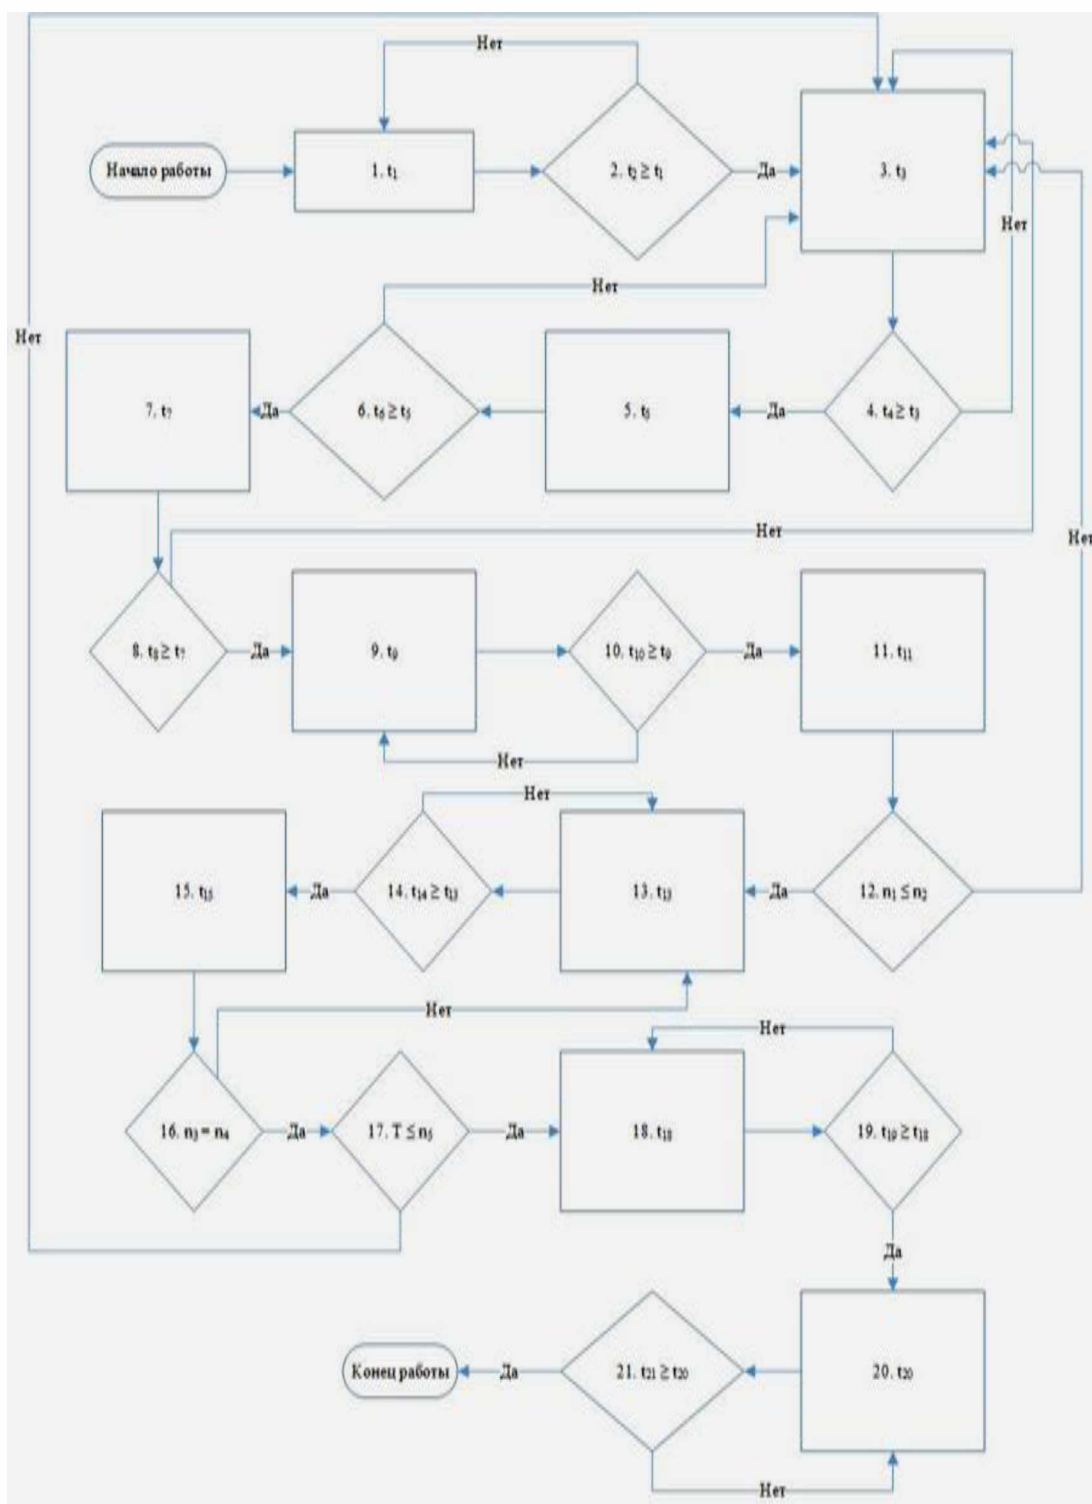 Нет
Начало работы
1. t₁
2. t₂ ≥ t₁
Да
3. t₃
Нет
Нет
Нет
7. t₇
Да
6. t₆ ≥ t₅
5. t₅
Да
4. t₄ ≥ t₃
Нет
Нет
8. t₈ ≥ t₇
Да
9. t₉
10. t₁₀ ≥ t₉
Да
11. t₁₁
Нет
Нет
15. t₁₅
Да
14. t₁₄ ≥ t₁₃
13. t₁₃
Да
12. n₁ ≤ n₂
Нет
Нет
16. n₃ = n₄
Да
17. T ≤ n₅
Да
18. t₁₈
19. t₁₉ ≥ t₁₈
Да
Конец работы
Да
21. t₂₁ ≥ t₂₀
20. t₂₀
Нет